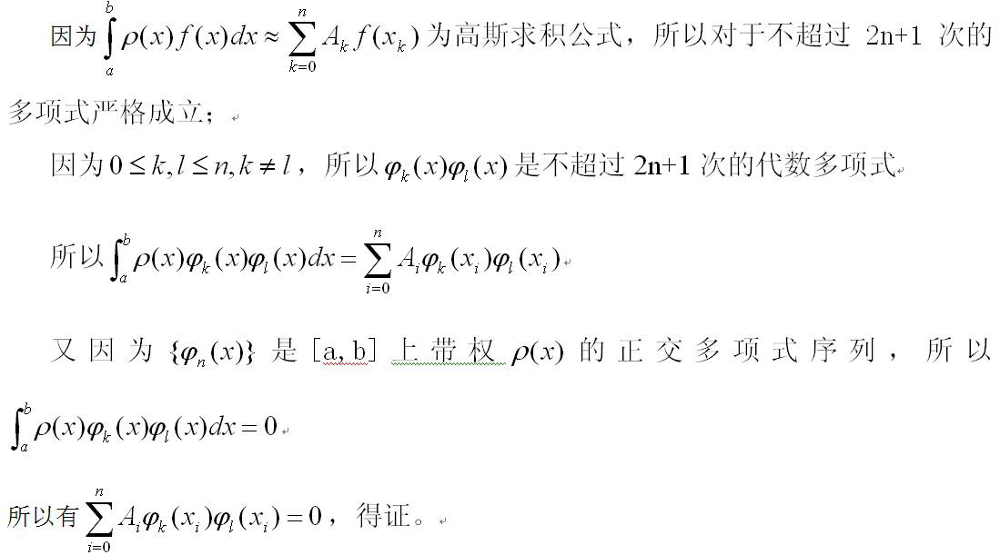 因为 $\int_a^b \rho(x)f(x)dx \approx \sum_{k=0}^{n} A_k f(x_k)$ 为高斯求积公式，所以对于不超过 2n+1 次的
多项式严格成立；
因为 $0 \leq k,l \leq n, k \neq l$，所以 $\varphi_k(x)\varphi_l(x)$ 是不超过 2n+1 次的代数多项式
所以 $\int_a^b \rho(x)\varphi_k(x)\varphi_l(x)dx = \sum_{i=0}^{n} A_i\varphi_k(x_i)\varphi_l(x_i)$
又因为 $\{\varphi_n(x)\}$ 是 [a,b] 上带权 $\rho(x)$ 的正交多项式序列，所以
$\int_a^b \rho(x)\varphi_k(x)\varphi_l(x)dx = 0$
所以有 $\sum_{i=0}^{n} A_i\varphi_k(x_i)\varphi_l(x_i) = 0$，得证。